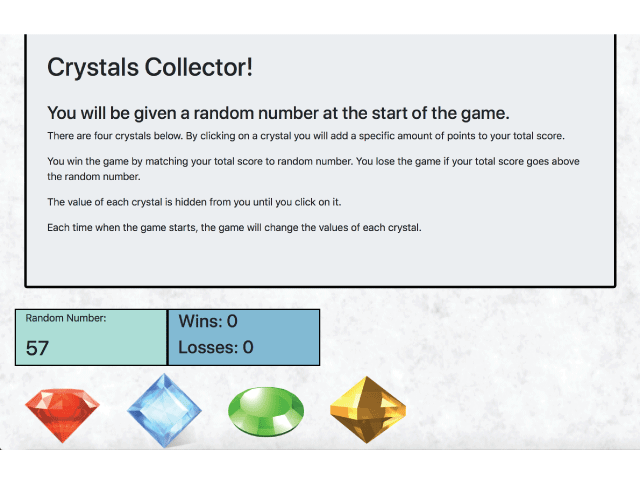 Crystals Collector!
You will be given a random number at the start of the game.
There are four crystals below. By clicking on a crystal you will add a specific amount of points to your total score.
You win the game by matching your total score to random number. You lose the game if your total score goes above
the random number.
The value of each crystal is hidden from you until you click on it.
Each time when the game starts, the game will change the values of each crystal.
Random Number:
57
Wins: 0
Losses: 0